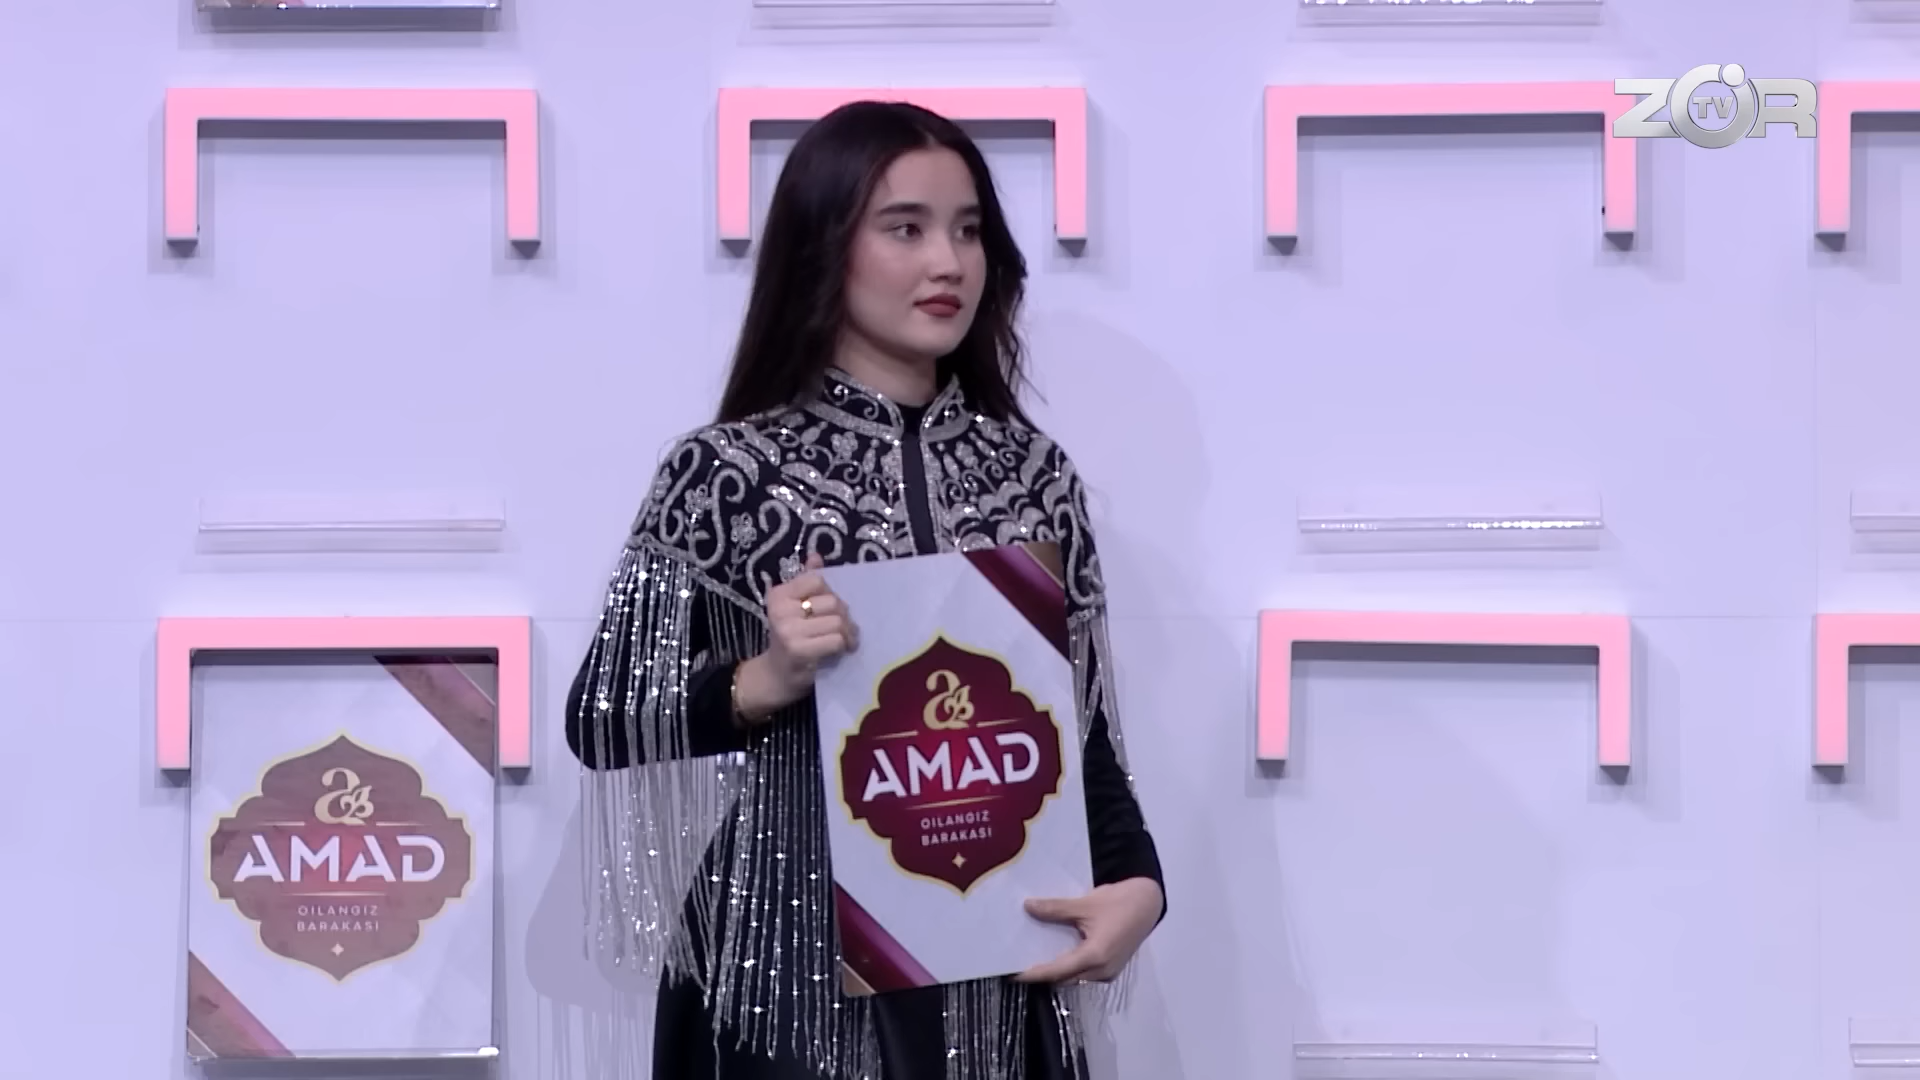 ZOR TV
a
AMAD
OILANGIZ
BARAKASI
a
AMAD
OILANGIZ
BARAKASI